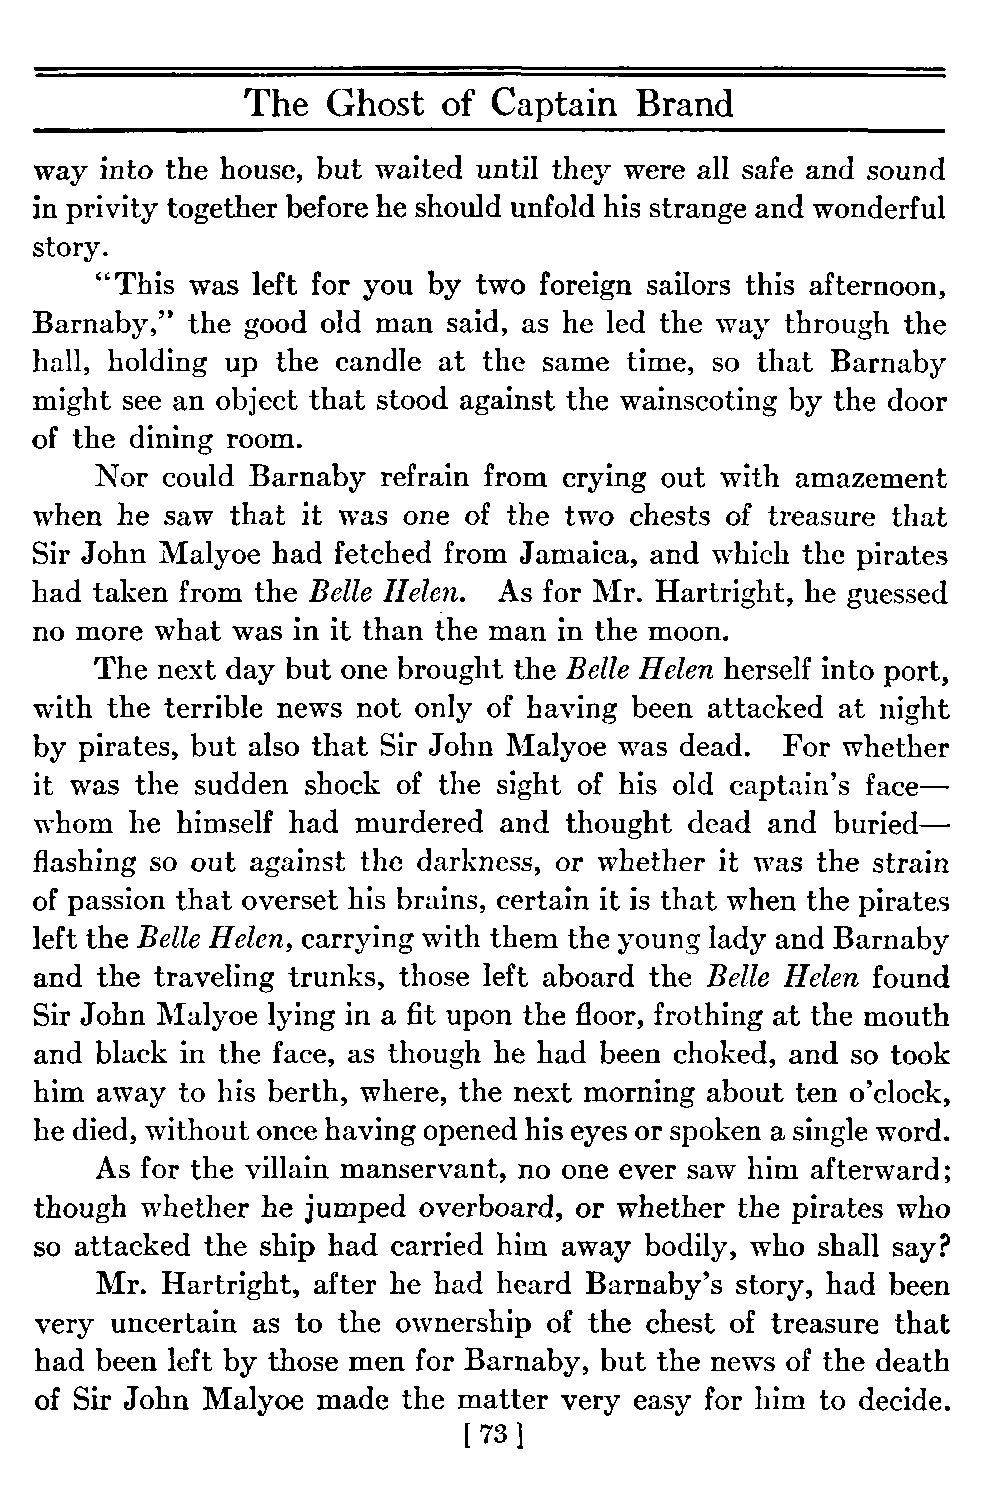 The Ghost of Captain Brand
way into the house, but waited until they were all safe and sound
in privity together before he should unfold his strange and wonderful
story.
“This was left for you by two foreign sailors this afternoon,
Barnaby,” the good old man said, as he led the way through the
hall, holding up the candle at the same time, so that Barnaby
might see an object that stood against the wainscoting by the door
of the dining room.
Nor could Barnaby refrain from crying out with amazement
when he saw that it was one of the two chests of treasure that
Sir John Malyoe had fetched from Jamaica, and which the pirates
had taken from the Belle Helen. As for Mr. Hartright, he guessed
no more what was in it than the man in the moon.
The next day but one brought the Belle Helen herself into port,
with the terrible news not only of having been attacked at night
by pirates, but also that Sir John Malyoe was dead. For whether
it was the sudden shock of the sight of his old captain's face—
whom he himself had murdered and thought dead and buried—
flashing so out against the darkness, or whether it was the strain
of passion that overset his brains, certain it is that when the pirates
left the Belle Helen, carrying with them the young lady and Barnaby
and the traveling trunks, those left aboard the Belle Helen found
Sir John Malyoe lying in a fit upon the floor, frothing at the mouth
and black in the face, as though he had been choked, and so took
him away to his berth, where, the next morning about ten o'clock,
he died, without once having opened his eyes or spoken a single word.
As for the villain manservant, no one ever saw him afterward;
though whether he jumped overboard, or whether the pirates who
so attacked the ship had carried him away bodily, who shall say?
Mr. Hartright, after he had heard Barnaby's story, had been
very uncertain as to the ownership of the chest of treasure that
had been left by those men for Barnaby, but the news of the death
of Sir John Malyoe made the matter very easy for him to decide.
[ 73 ]